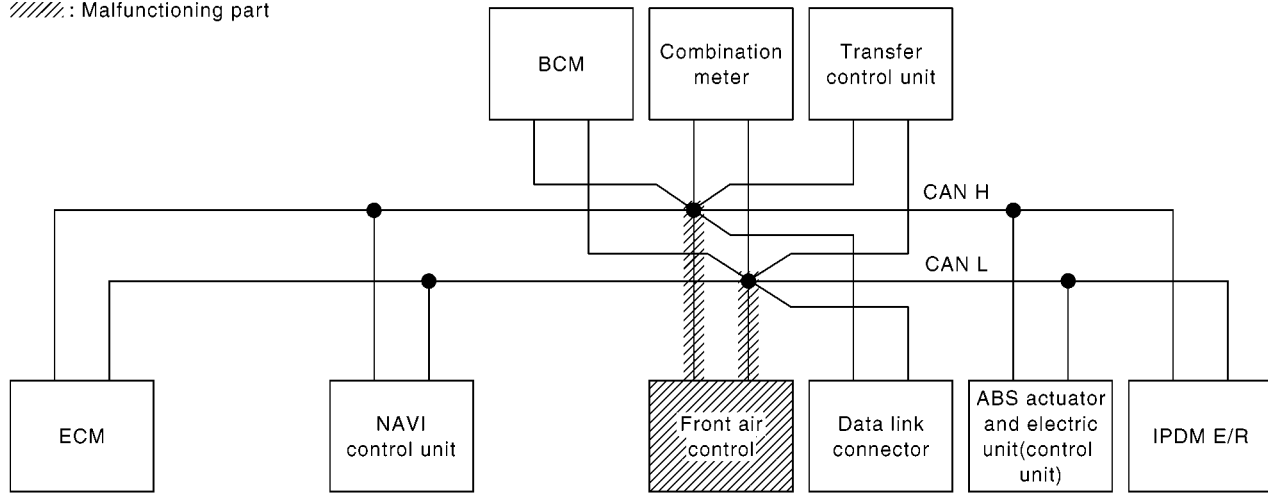 : Malfunctioning part
BCM
Combination
meter
Transfer
control unit
CAN H
CAN L
ECM
NAVI
control unit
Front air
control
Data link
connector
ABS actuator
and electric
unit(control
unit)
IPDM E/R